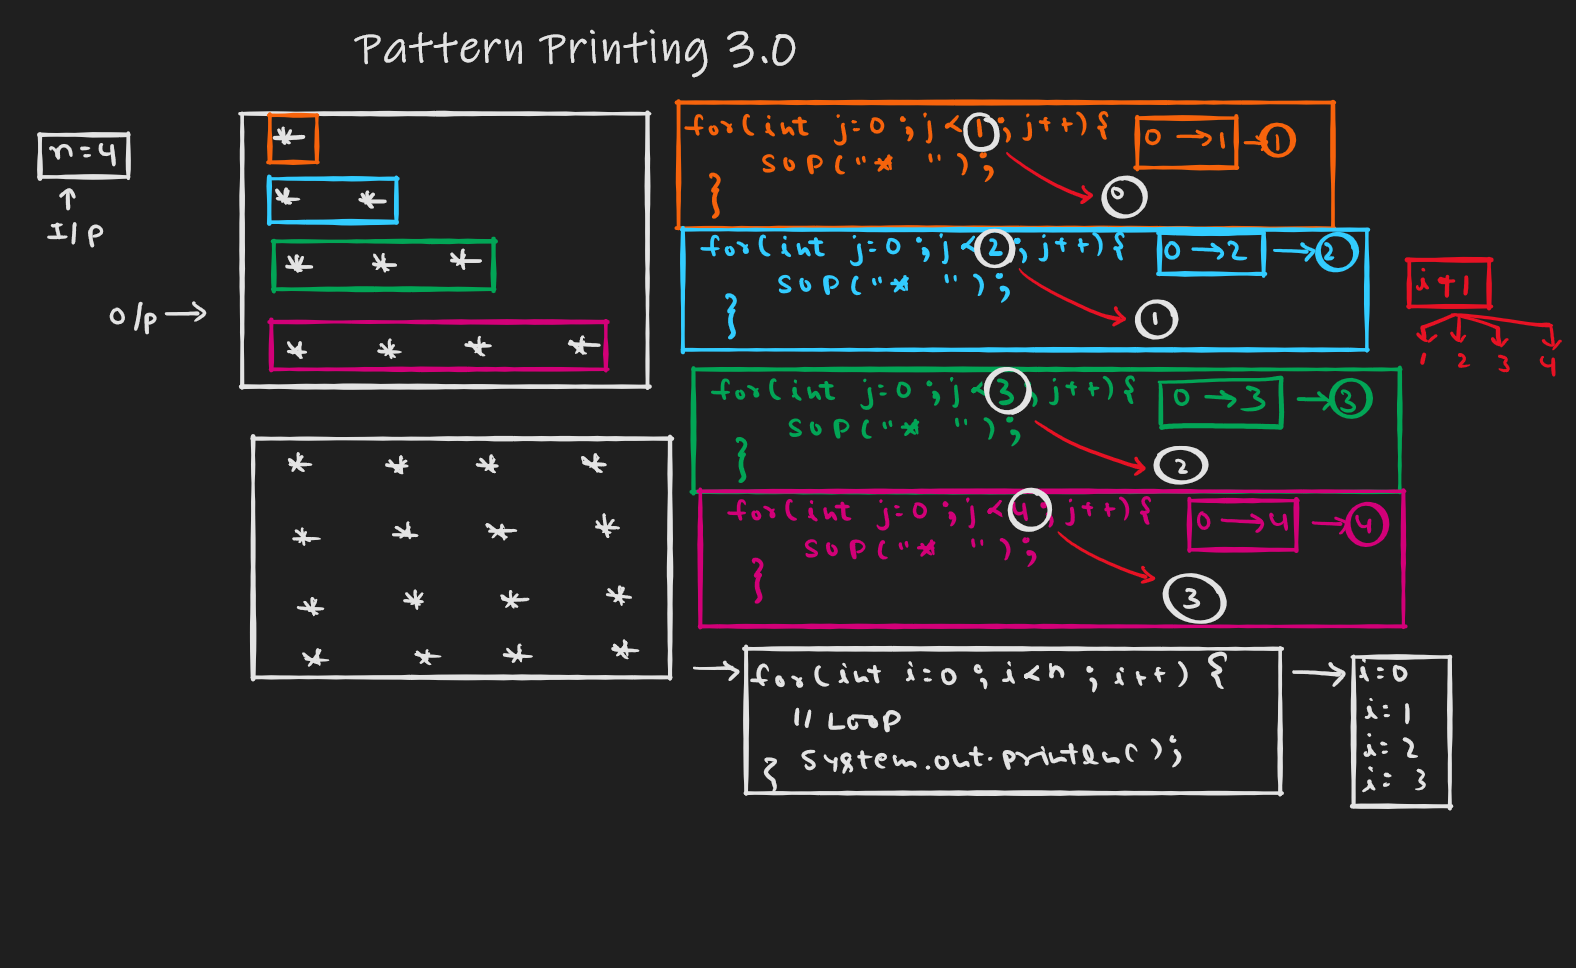 Pattern Printing 3.0
n=4
↑
I/p
O/p →
*
* *
* * *
* * * *
* * * *
* * * *
* * * *
* * * *
for(int j=0 ; j<1 ; j++){
SOP("* ");
}
0 → 1 → 1
0
for(int j=0 ; j<2 ; j++){
SOP("* ");
}
0 → 2 → 2
1
for(int j=0 ; j<3 ; j++){
SOP("* ");
}
0 → 3 → 3
2
for(int j=0 ; j<4 ; j++){
SOP("* ");
}
0 → 4 → 4
3
i+1
1 2 3 4
→ for(int i=0 ; i<n ; i++) {
// LOOP
System.out.println();
}
→ i=0
i=1
i=2
i=3